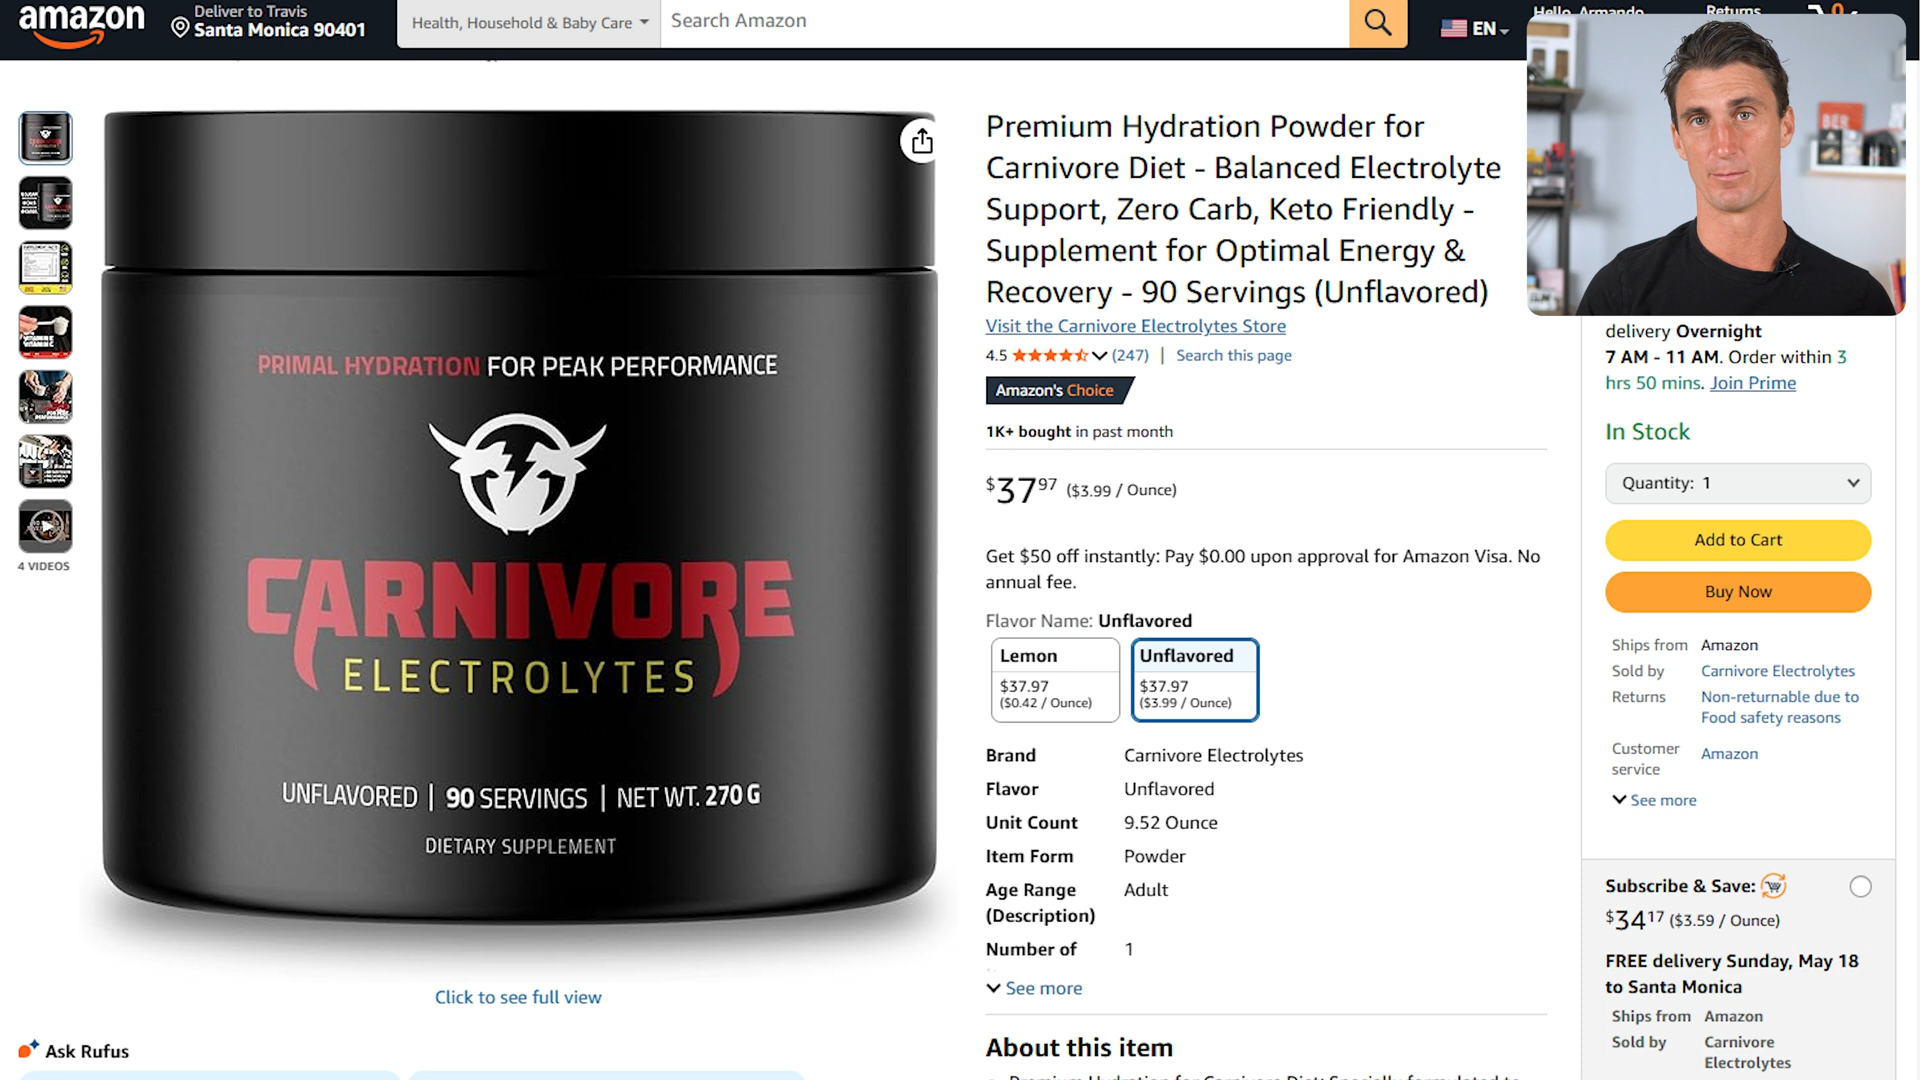 amazon
Deliver to Travis
Santa Monica 90401
Health, Household & Baby Care
Search Amazon
EN
Hello, Armando
Returns
0
4 VIDEOS
PRIMAL HYDRATION FOR PEAK PERFORMANCE
CARNIVORE
ELECTROLYTES
UNFLAVORED | 90 SERVINGS | NET WT. 270 G
DIETARY SUPPLEMENT
Click to see full view
Ask Rufus
Premium Hydration Powder for
Carnivore Diet - Balanced Electrolyte
Support, Zero Carb, Keto Friendly -
Supplement for Optimal Energy &
Recovery - 90 Servings (Unflavored)
Visit the Carnivore Electrolytes Store
4.5 (247) | Search this page
Amazon's Choice
1K+ bought in past month
$37.97 ($3.99 / Ounce)
Get $50 off instantly: Pay $0.00 upon approval for Amazon Visa. No
annual fee.
Flavor Name: Unflavored
Lemon
$37.97
($0.42 / Ounce)
Unflavored
$37.97
($3.99 / Ounce)
Brand Carnivore Electrolytes
Flavor Unflavored
Unit Count 9.52 Ounce
Item Form Powder
Age Range Adult
(Description)
Number of 1
See more
About this item
Premium Hydration for Carnivore Diet: Specially formulated to
delivery Overnight
7 AM - 11 AM. Order within 3
hrs 50 mins. Join Prime
In Stock
Quantity: 1
Add to Cart
Buy Now
Ships from Amazon
Sold by Carnivore Electrolytes
Returns Non-returnable due to
Food safety reasons
Customer Amazon
service
See more
Subscribe & Save:
$34.17 ($3.59 / Ounce)
FREE delivery Sunday, May 18
to Santa Monica
Ships from Amazon
Sold by Carnivore
Electrolytes